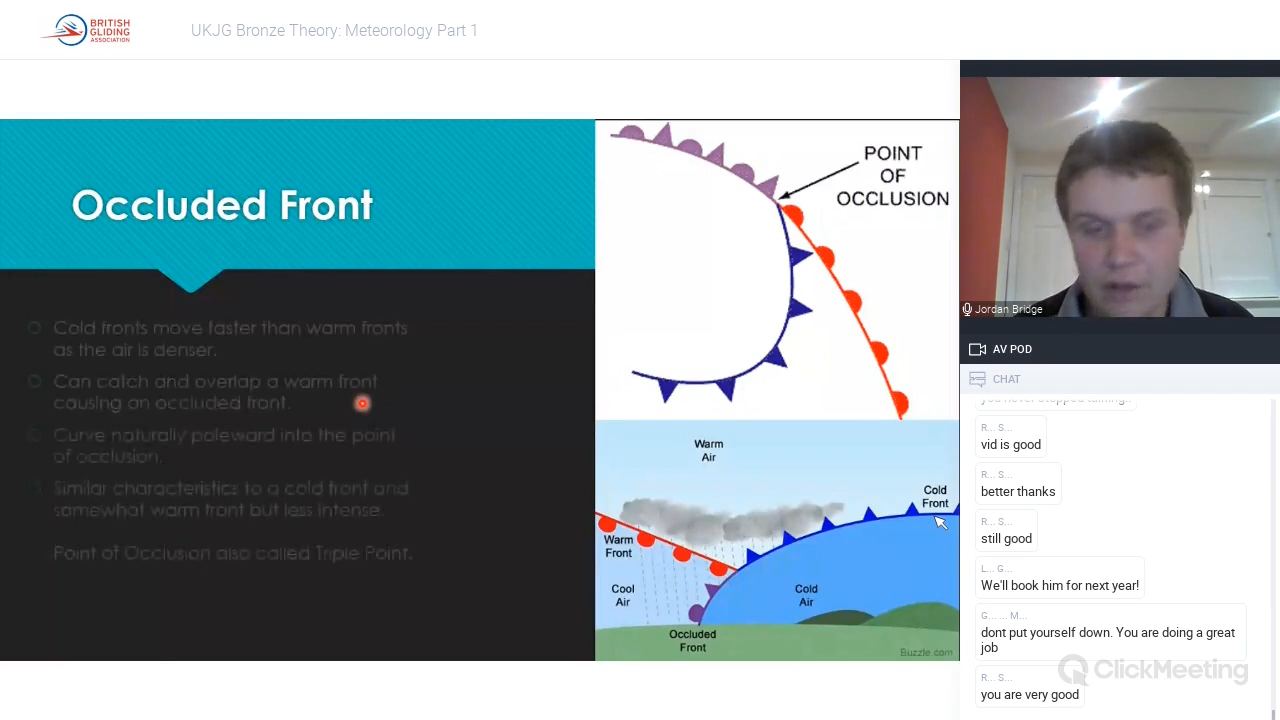 BRITISH
GLIDING
ASSOCIATION
UKJG Bronze Theory: Meteorology Part 1
Occluded Front
Cold fronts move faster than warm fronts
as the air is denser.
Can catch and overlap a warm front
causing an occluded front.
Curve naturally poleward into the point
of occlusion.
Similar characteristics to a cold front and
somewhat warm front but less intense
Point of Occlusion also called Triple Point.
POINT
OF
OCCLUSION
Warm
Air
Cold
Front
Warm
Front
Cool
Air
Cold
Air
Occluded
Front
Buzzle.com
Jordan Bridge
AV POD
CHAT
you never stopped talking..
R... S...
vid is good
R... S...
better thanks
R... S...
still good
L... G...
We'll book him for next year!
G... ... M...
dont put yourself down. You are doing a great
job
R... S...
you are very good
ClickMeeting